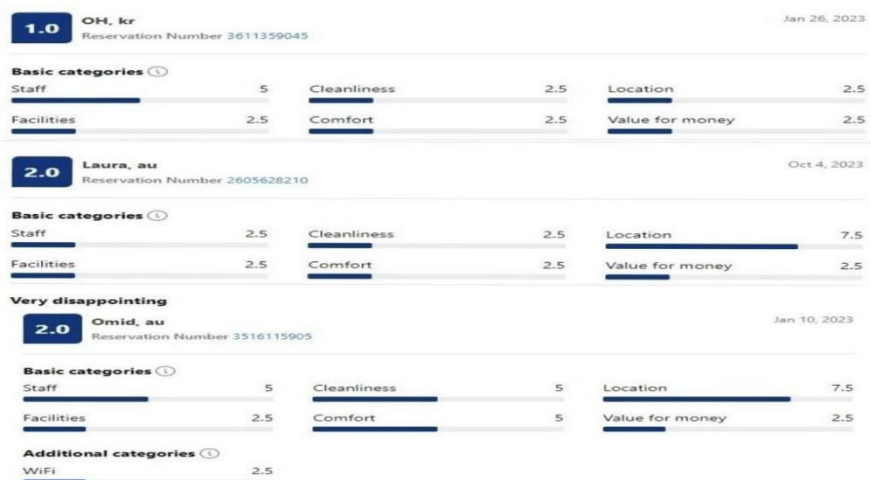 1.0 OH, kr Jan 26, 2023
Reservation Number 3611359045
Basic categories
Staff 5 Cleanliness 2.5 Location 2.5
Facilities 2.5 Comfort 2.5 Value for money 2.5
2.0 Laura, au Oct 4, 2023
Reservation Number 2605628210
Basic categories
Staff 2.5 Cleanliness 2.5 Location 7.5
Facilities 2.5 Comfort 2.5 Value for money 2.5
Very disappointing
2.0 Omid, au Jan 10, 2023
Reservation Number 3516115905
Basic categories
Staff 5 Cleanliness 5 Location 7.5
Facilities 2.5 Comfort 5 Value for money 2.5
Additional categories
WiFi 2.5